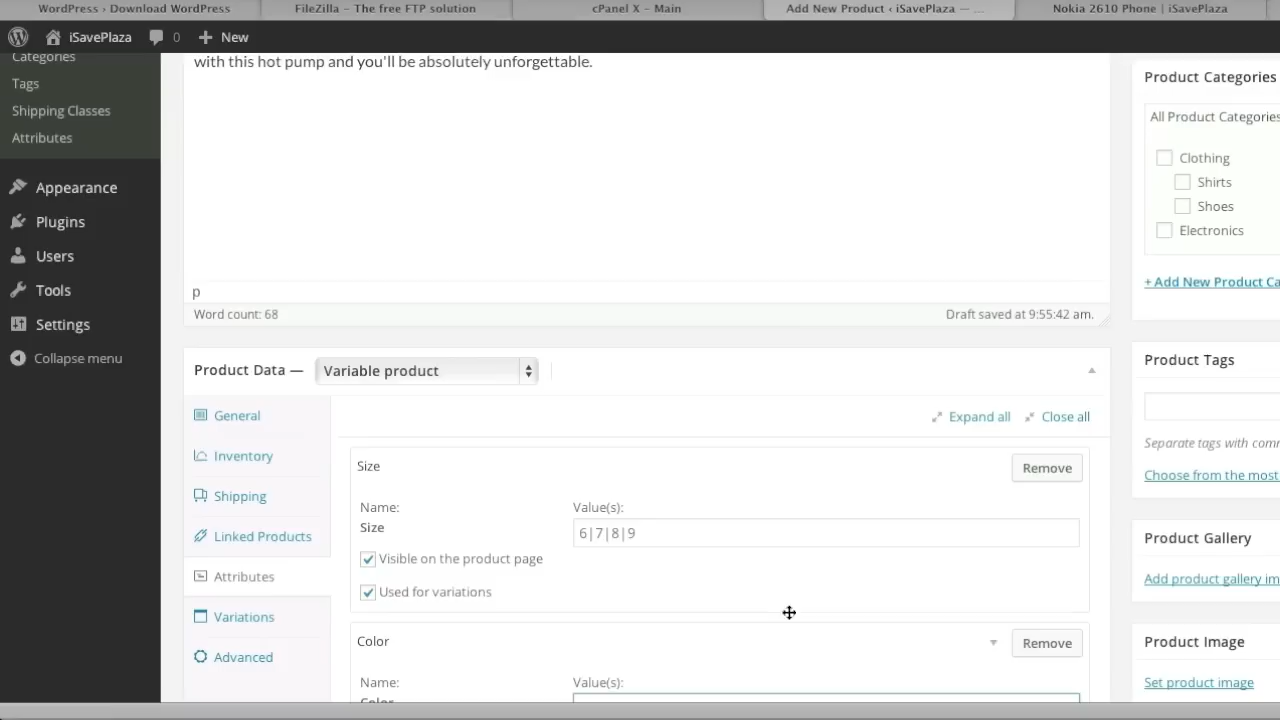 WordPress › Download WordPress
FileZilla – The free FTP solution
cPanel X – Main
Add New Product ‹ iSavePlaza — ...
Nokia 2610 Phone | iSavePlaza
iSavePlaza
0
New
Categories
Tags
Shipping Classes
Attributes
Appearance
Plugins
Users
Tools
Settings
Collapse menu
with this hot pump and you'll be absolutely unforgettable.
p
Word count: 68
Draft saved at 9:55:42 am.
Product Data —
Variable product
General
Inventory
Shipping
Linked Products
Attributes
Variations
Advanced
Expand all
Close all
Size
Remove
Name:
Value(s):
Size
6|7|8|9
Visible on the product page
Used for variations
Color
Remove
Name:
Value(s):
Color
Product Categories
All Product Categories
Clothing
Shirts
Shoes
Electronics
+ Add New Product Ca
Product Tags
Separate tags with com
Choose from the most
Product Gallery
Add product gallery im
Product Image
Set product image